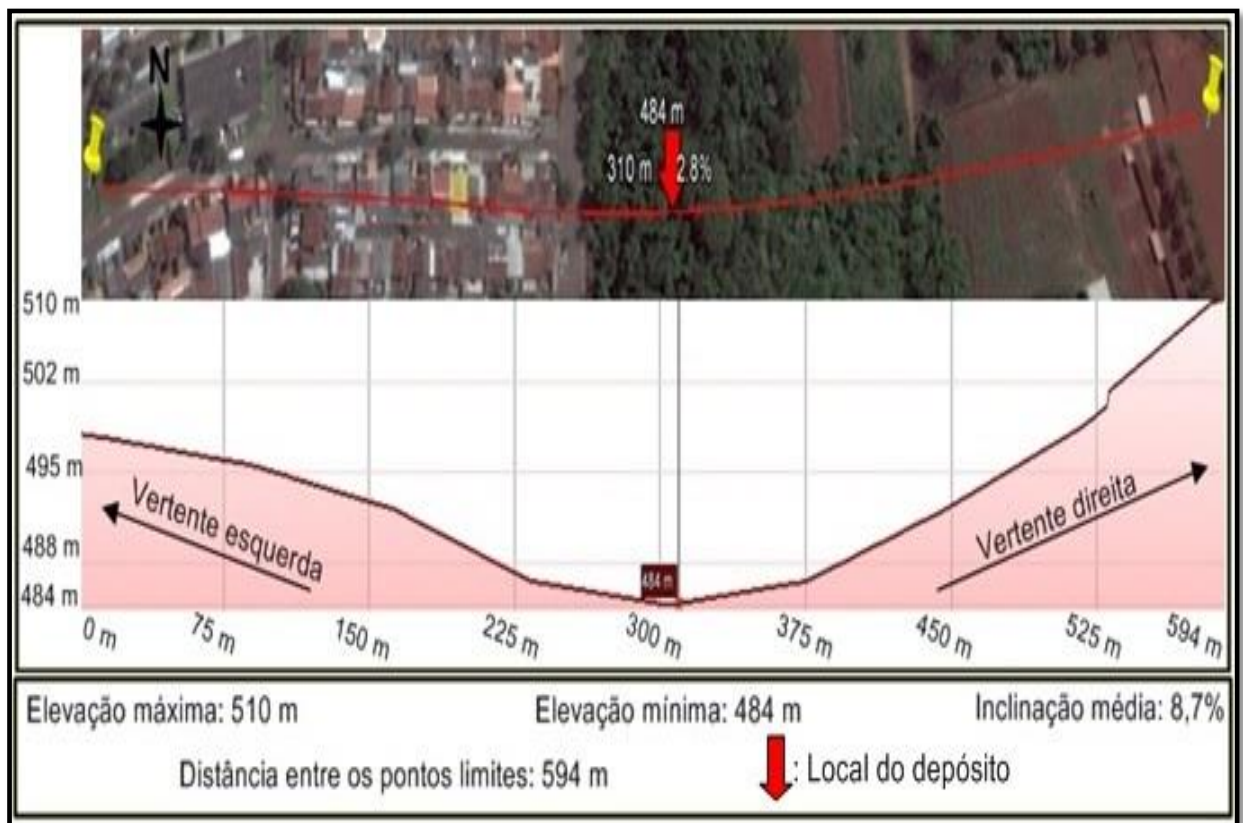 N
484 m
310 m 2.8%
510 m
502 m
495 m
488 m
484 m
Vertente esquerda
Vertente direita
484 m
0 m 75 m 150 m 225 m 300 m 375 m 450 m 525 m 594 m
Elevação máxima: 510 m Elevação mínima: 484 m Inclinação média: 8,7%
Distância entre os pontos limites: 594 m : Local do depósito